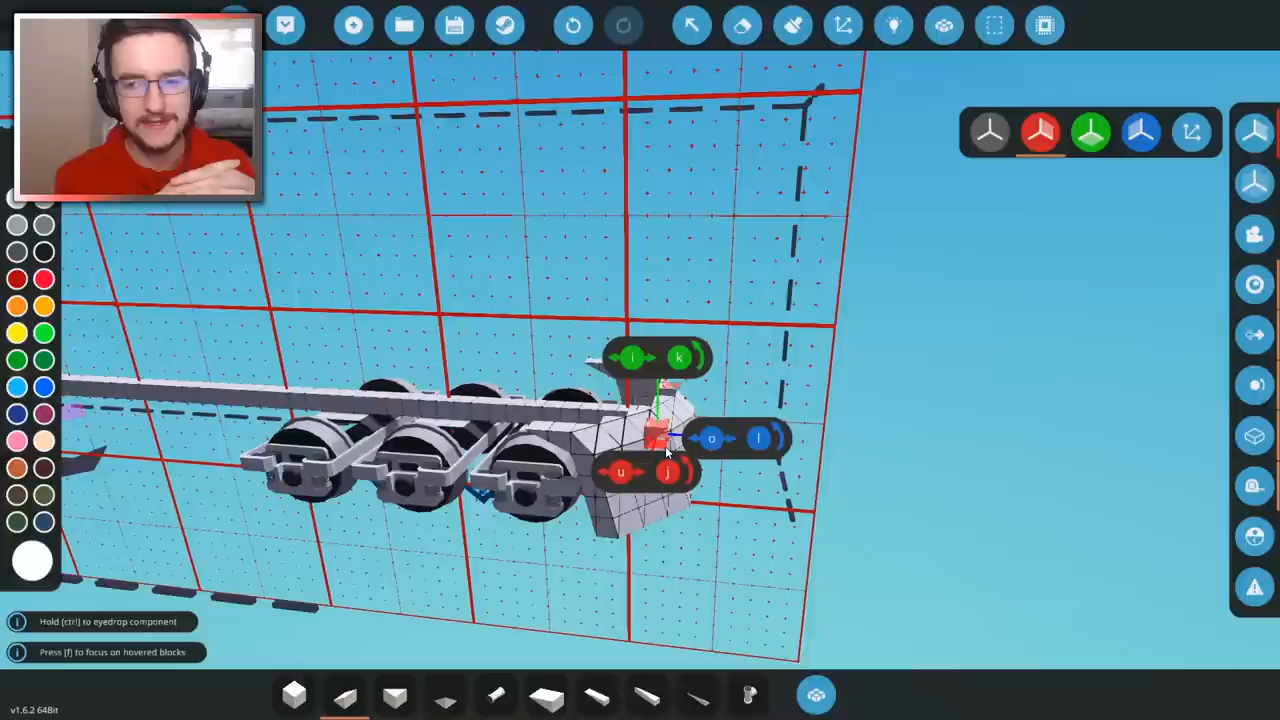 i k
o l
u j
Hold [ctrl] to eyedrop component
Press [f] to focus on hovered blocks
v1.6.2 64Bit